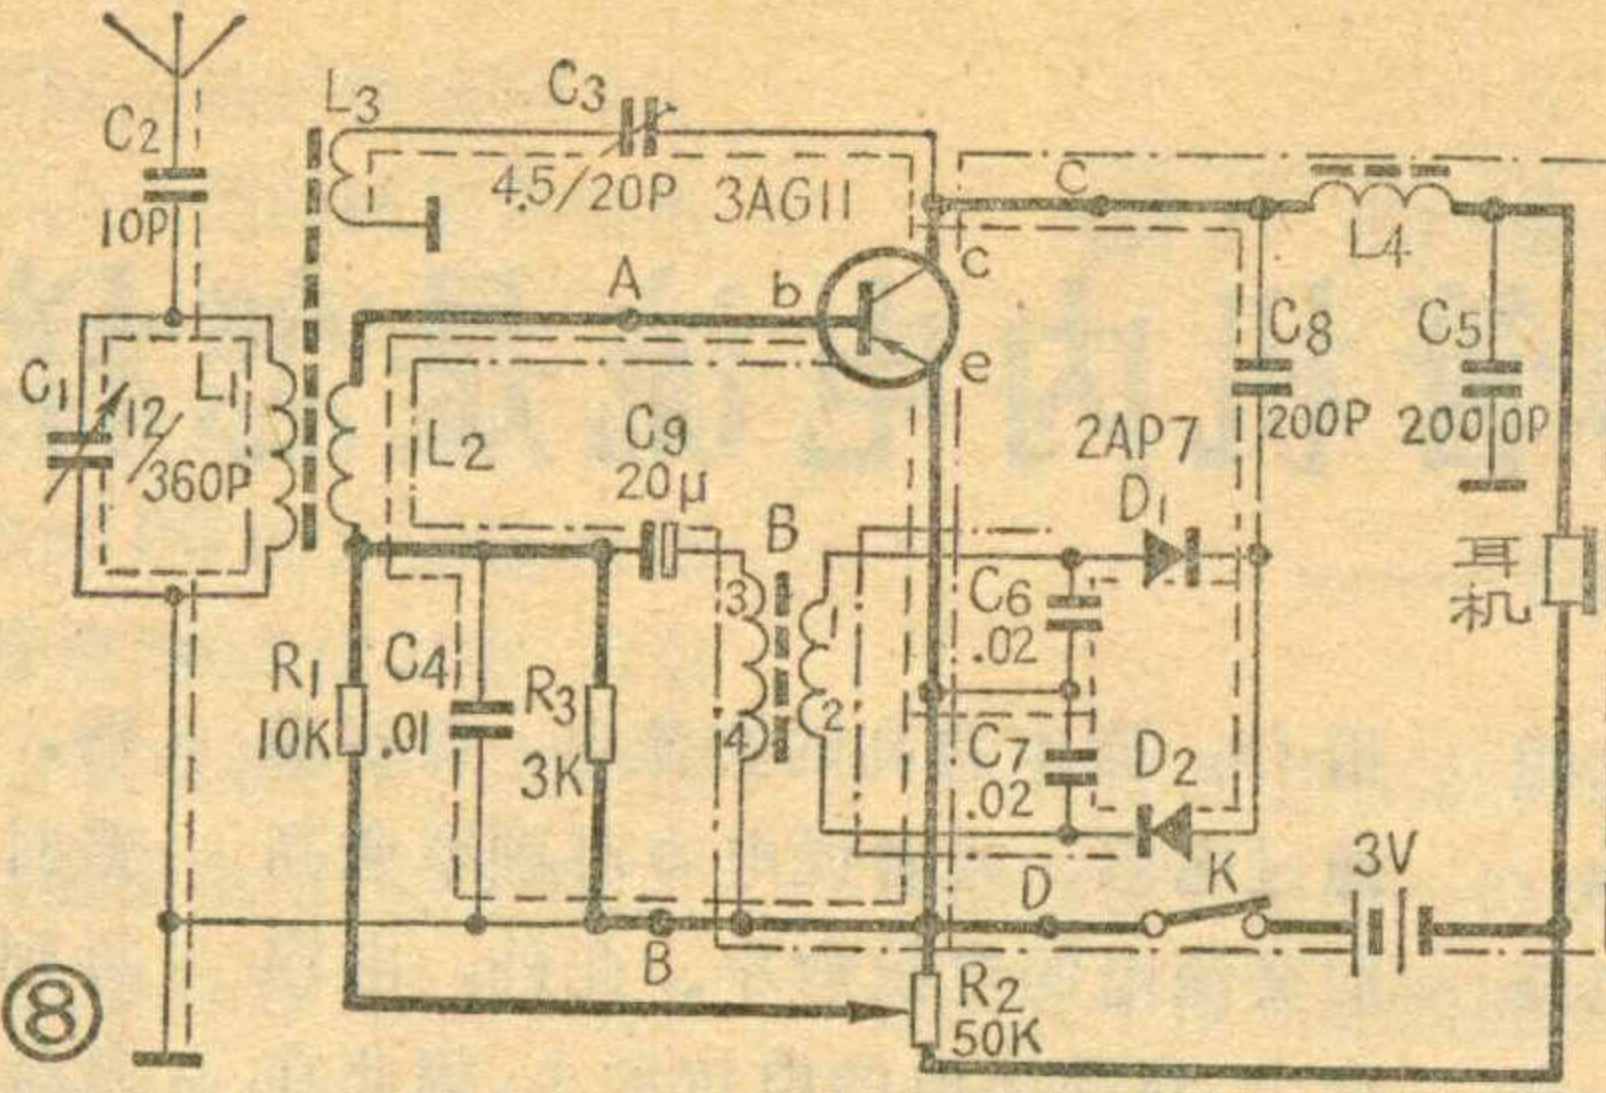 L3
C3
C2
4.5/20P
3AG11
10P
c
L4
A
b
c
e
C8
C5
C1
12/360P
L1
L2
C9
20μ
2AP7
D1
200P
2000P
B
耳机
3
1
C6
.02
R1
10K
C4
.01
R3
3K
4
2
C7
.02
D2
3V
D
K
B
⑧
R2
50K